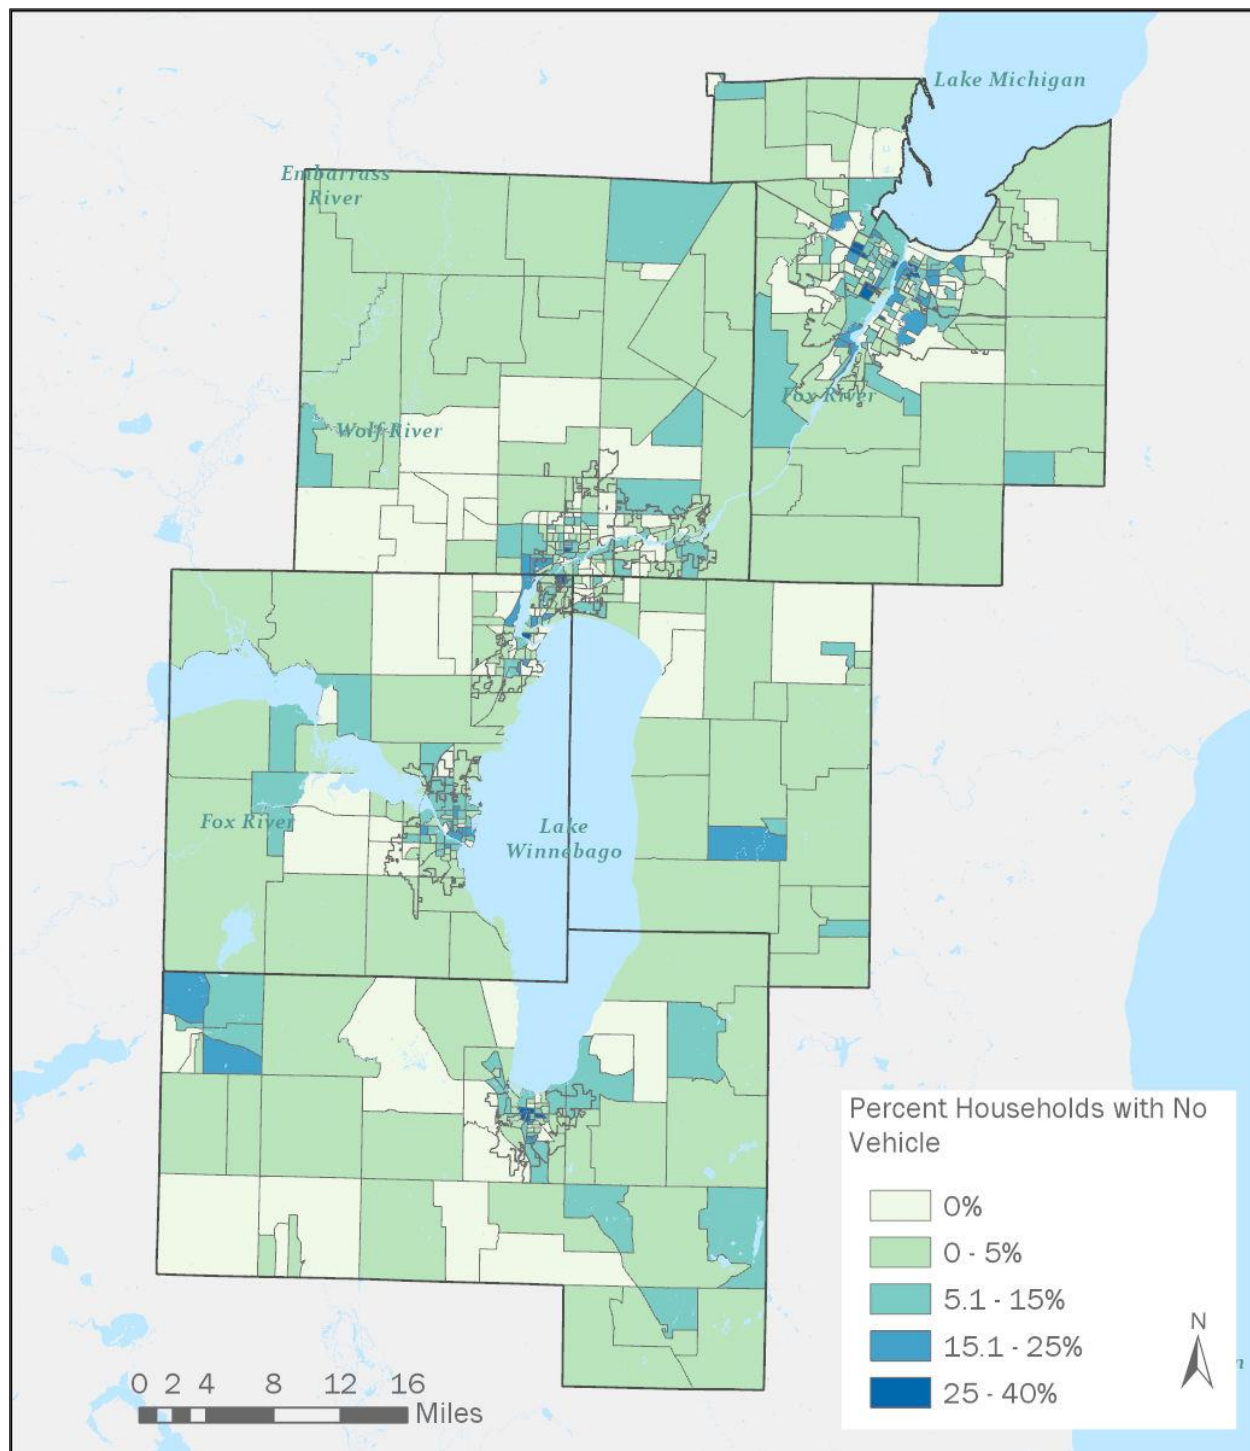 Lake Michigan
Embarrass
River
Fox River
Wolf River
Fox River
Lake
Winnebago
Percent Households with No
Vehicle
0%
0 - 5%
5.1 - 15%
15.1 - 25%
25 - 40%
N
0 2 4 8 12 16
Miles
n